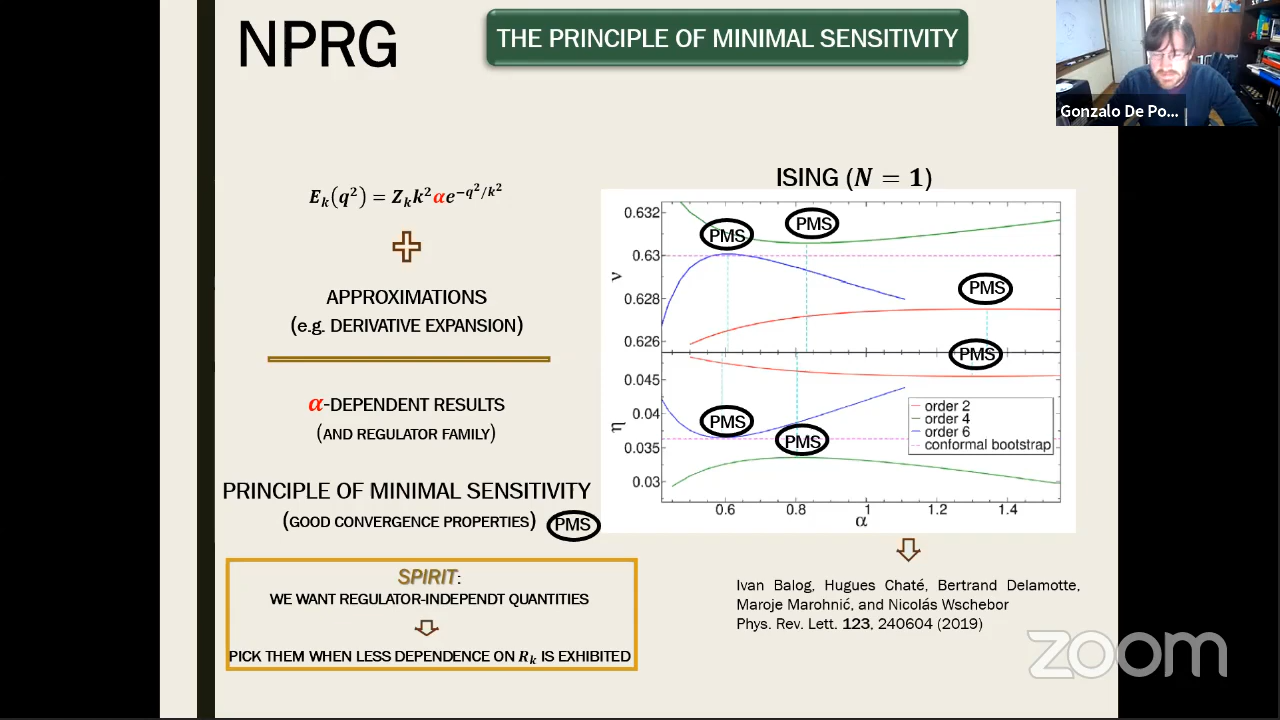 NPRG
THE PRINCIPLE OF MINIMAL SENSITIVITY
Gonzalo De Po...
E_k(q²) = Z_k k² α e^{-q²/k²}
APPROXIMATIONS
(e.g. DERIVATIVE EXPANSION)
α-DEPENDENT RESULTS
(AND REGULATOR FAMILY)
PRINCIPLE OF MINIMAL SENSITIVITY
(GOOD CONVERGENCE PROPERTIES) PMS
SPIRIT:
WE WANT REGULATOR-INDEPENDT QUANTITIES
PICK THEM WHEN LESS DEPENDENCE ON R_k IS EXHIBITED
ISING (N = 1)
0.632
0.63
0.628
0.626
ν
PMS
PMS
PMS
PMS
0.045
0.04
0.035
0.03
η
PMS
PMS
order 2
order 4
order 6
conformal bootstrap
0.6 0.8 1 1.2 1.4
α
Ivan Balog, Hugues Chaté, Bertrand Delamotte,
Maroje Marohnić, and Nicolás Wschebor
Phys. Rev. Lett. 123, 240604 (2019)
zoom